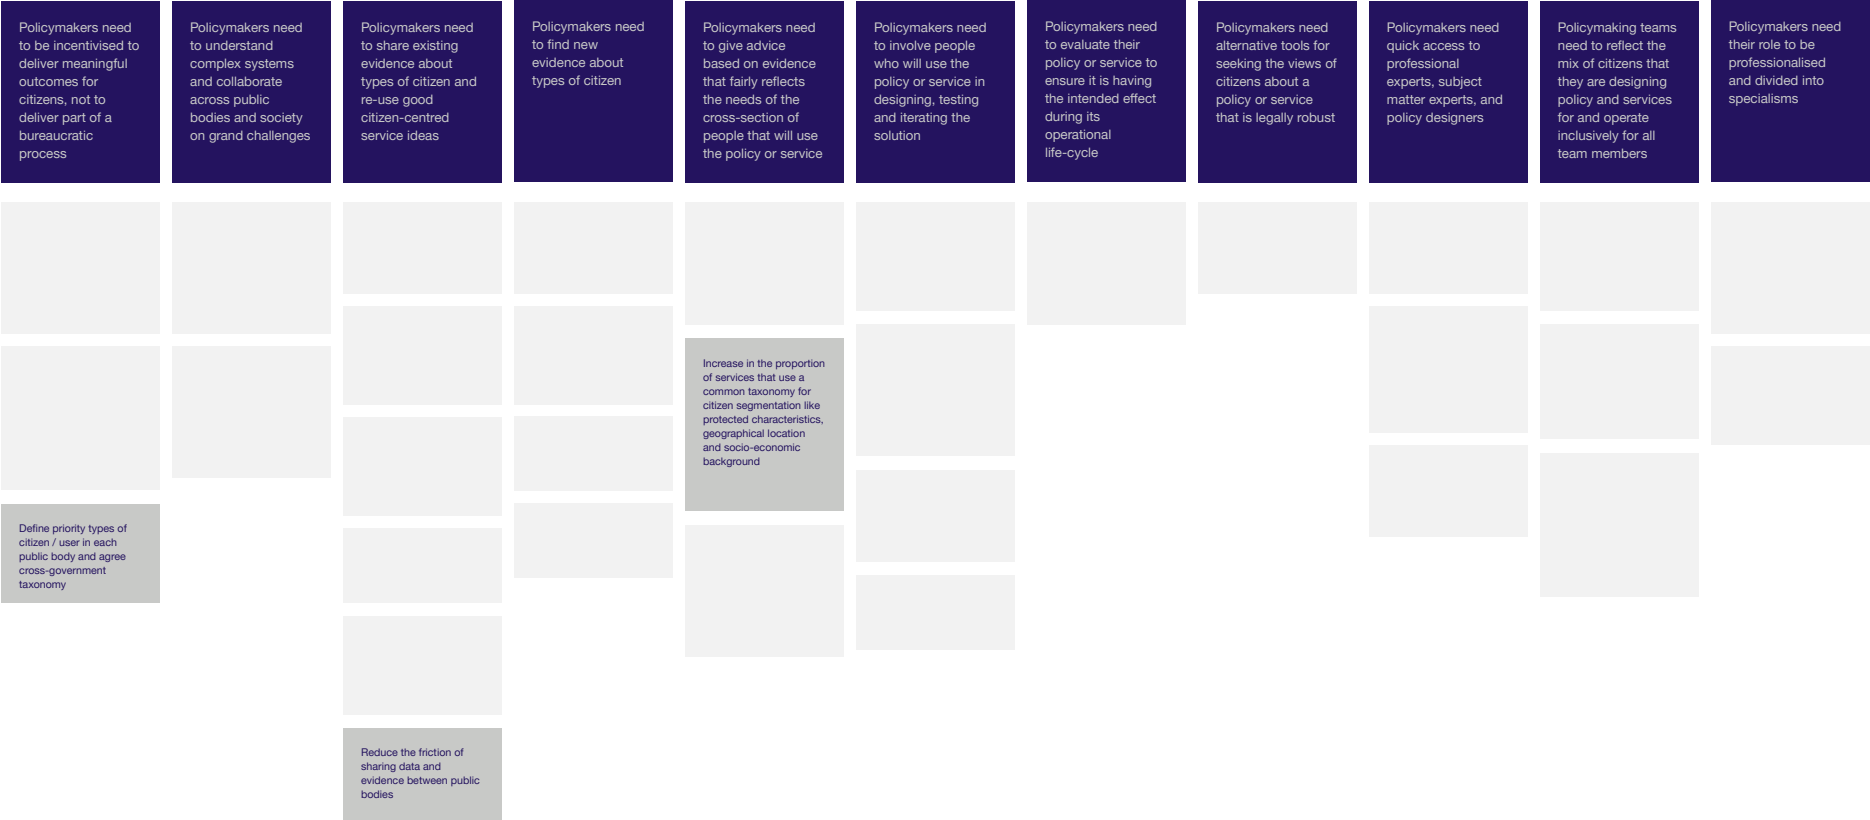 Policymakers need
to be incentivised to
deliver meaningful
outcomes for
citizens, not to
deliver part of a
bureaucratic
process
Policymakers need
to understand
complex systems
and collaborate
across public
bodies and society
on grand challenges
Policymakers need
to share existing
evidence about
types of citizen and
re-use good
citizen-centred
service ideas
Policymakers need
to find new
evidence about
types of citizen
Policymakers need
to give advice
based on evidence
that fairly reflects
the needs of the
cross-section of
people that will use
the policy or service
Policymakers need
to involve people
who will use the
policy or service in
designing, testing
and iterating the
solution
Policymakers need
to evaluate their
policy or service to
ensure it is having
the intended effect
during its
operational
life-cycle
Policymakers need
alternative tools for
seeking the views of
citizens about a
policy or service
that is legally robust
Policymakers need
quick access to
professional
experts, subject
matter experts, and
policy designers
Policymaking teams
need to reflect the
mix of citizens that
they are designing
policy and services
for and operate
inclusively for all
team members
Policymakers need
their role to be
professionalised
and divided into
specialisms
Define priority types of
citizen / user in each
public body and agree
cross-government
taxonomy
Reduce the friction of
sharing data and
evidence between public
bodies
Increase in the proportion
of services that use a
common taxonomy for
citizen segmentation like
protected characteristics,
geographical location
and socio-economic
background